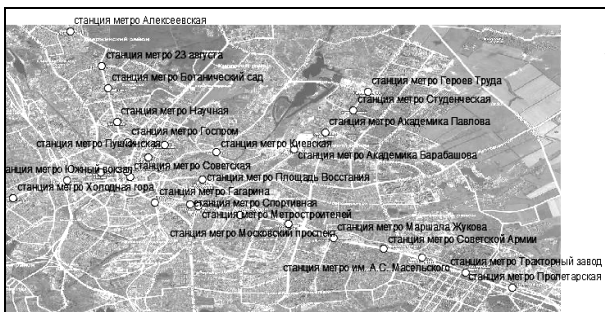 станция метро Алексеевская
станция метро 23 августа
станция метро Ботанический сад
станция метро Героев Труда
станция метро Студенческая
станция метро Научная
станция метро Академика Павлова
станция метро Госпром
станция метро Пушкинская
станция метро Киевская
станция метро Академика Барабашова
станция метро Советская
танция метро Южный вокзал
станция метро Площадь Восстания
станция метро Холодная гора
станция метро Гагарина
станция метро Спортивная
станция метро Метростроителей
станция метро Маршала Жукова
станция метро Московский проспект
станция метро Советской Армии
станция метро им. А.С. Масельского
станция метро Тракторный завод
станция метро Пролетарская